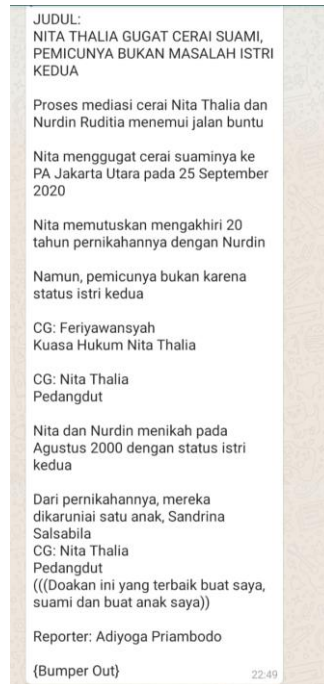 JUDUL:
NITA THALIA GUGAT CERAI SUAMI,
PEMICUNYA BUKAN MASALAH ISTRI
KEDUA
Proses mediasi cerai Nita Thalia dan
Nurdin Ruditia menemui jalan buntu
Nita menggugat cerai suaminya ke
PA Jakarta Utara pada 25 September
2020
Nita memutuskan mengakhiri 20
tahun pernikahannya dengan Nurdin
Namun, pemicunya bukan karena
status istri kedua
CG: Feriyawansyah
Kuasa Hukum Nita Thalia
CG: Nita Thalia
Pedangdut
Nita dan Nurdin menikah pada
Agustus 2000 dengan status istri
kedua
Dari pernikahannya, mereka
dikaruniai satu anak, Sandrina
Salsabila
CG: Nita Thalia
Pedangdut
(((Doakan ini yang terbaik buat saya,
suami dan buat anak saya))
Reporter: Adiyoga Priambodo
{Bumper Out}
22:49